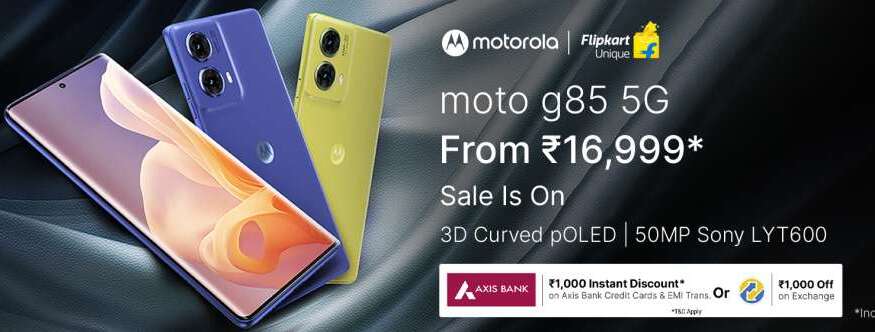 motorola
Flipkart
Unique
moto g85 5G
From ₹16,999*
Sale Is On
3D Curved pOLED | 50MP Sony LYT600
AXIS BANK
₹1,000 Instant Discount*
on Axis Bank Credit Cards & EMI Trans.
*T&C Apply
Or
₹1,000 Off
on Exchange
*Inc